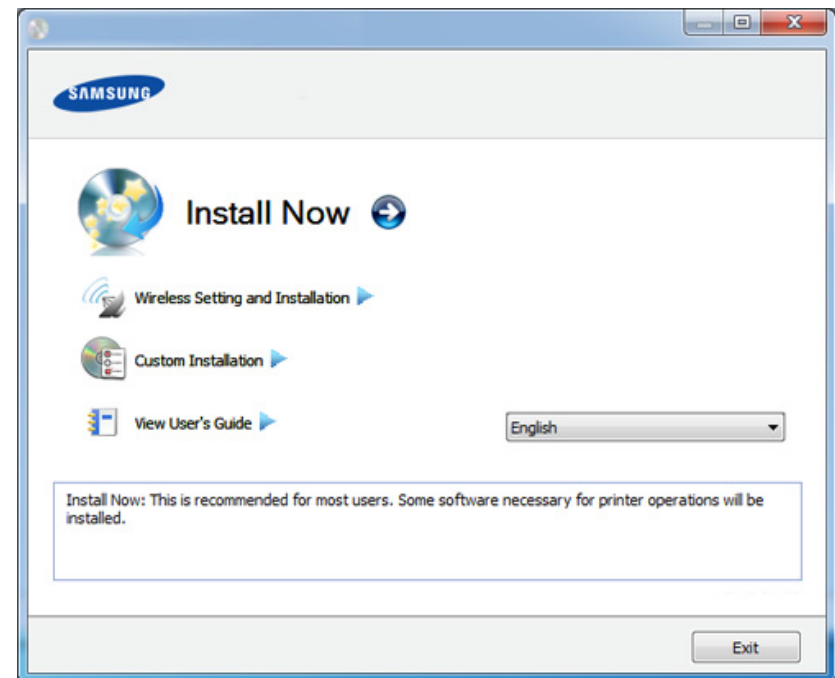 SAMSUNG
Install Now
Wireless Setting and Installation
Custom Installation
View User's Guide
English
Install Now: This is recommended for most users. Some software necessary for printer operations will be
installed.
Exit